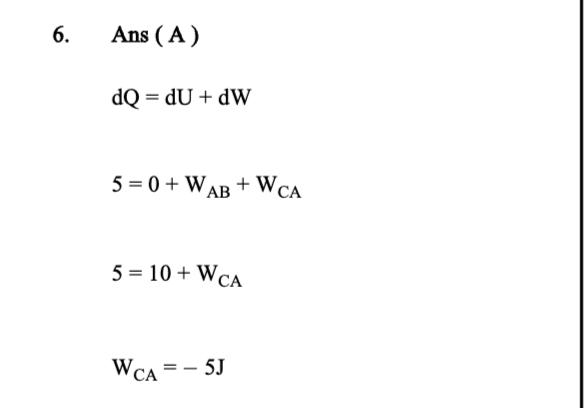 6. Ans ( A )
dQ = dU + dW
5 = 0 + W_AB + W_CA
5 = 10 + W_CA
W_CA = – 5J